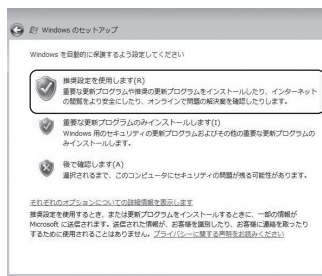 Windows のセットアップ
Windows を自動的に保護するよう設定してください
推奨設定を使用します(R)
重要な更新プログラムや推奨の更新プログラムをインストールしたり、インターネット
の閲覧をより安全にしたり、オンラインで問題の解決策を確認したりします。
重要な更新プログラムのみインストールします(I)
Windows 用のセキュリティの更新プログラムおよびその他の重要な更新プログラムの
みインストールします。
後で確認します(A)
選択されるまで、このコンピュータにセキュリティの問題が残る可能性があります。
それぞれのオプションについての詳細情報を表示します
推奨設定を使用するとき、または更新プログラムをインストールするときに、一部の情報が
Microsoft に送信されます。送信された情報が、お客様を識別したり、お客様に連絡を取ったり
するために使用されることはありません。プライバシーに関する声明をお読みください